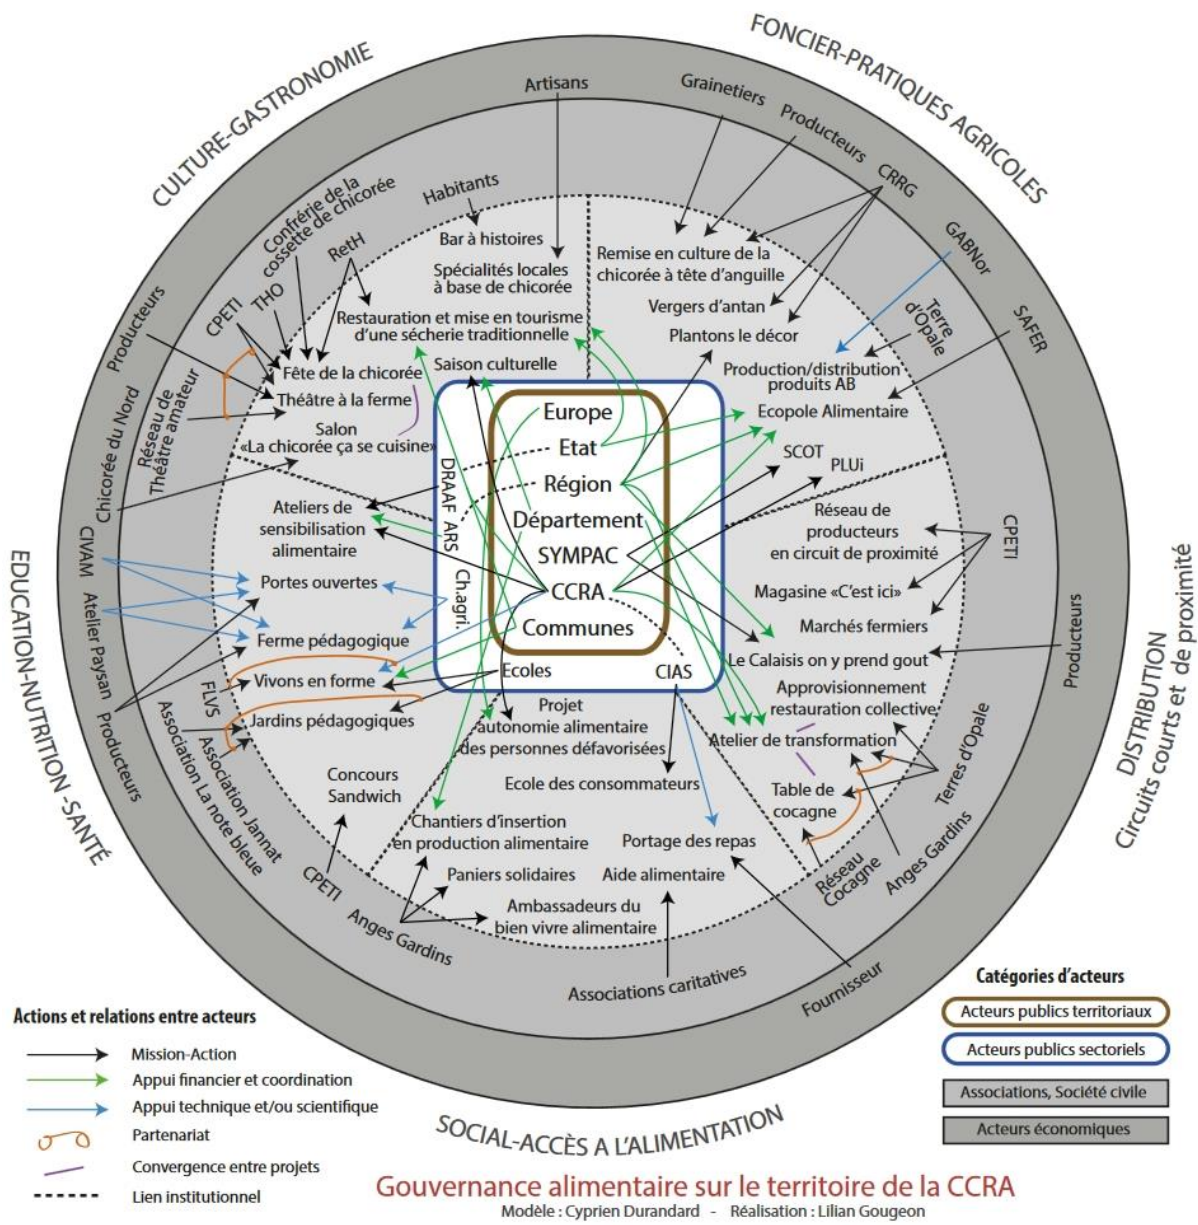 CULTURE-GASTRONOMIE
FONCIER-PRATIQUES AGRICOLES
DISTRIBUTION
Circuits courts et de proximité
SOCIAL-ACCÈS A L'ALIMENTATION
EDUCATION-NUTRITION -SANTÉ
Artisans
Grainetiers
Producteurs
CRRG
GABNor
SAFER
Terre
d'Opale
Habitants
Confrérie de la
cossette de chicorée
RetH
THO
CPETI
Producteurs
Réseau de
Théâtre amateur
Chicorée du Nord
CIVAM
Atelier Paysan
Producteurs
FLVS
Association La note bleue
Association Jannat
CPETI
Anges Gardins
Associations caritatives
Fournisseur
Réseau
Cocagne
Anges Gardins
Terres d'Opale
Producteurs
CPETI
Bar à histoires
Spécialités locales
à base de chicorée
Restauration et mise en tourisme
d'une sécherie traditionnelle
Saison culturelle
Fête de la chicorée
Théâtre à la ferme
Salon
«La chicorée ça se cuisine»
Remise en culture de la
chicorée à tête d'anguille
Vergers d'antan
Plantons le décor
Production/distribution
produits AB
Ecopole Alimentaire
SCOT
PLUi
Réseau de
producteurs
en circuit de proximité
Magasine «C'est ici»
Marchés fermiers
Le Calaisis on y prend gout
Approvisionnement
restauration collective
Atelier de transformation
Table de
cocagne
Ateliers de
sensibilisation
alimentaire
Portes ouvertes
Ferme pédagogique
Vivons en forme
Jardins pédagogiques
Concours
Sandwich
Projet
autonomie alimentaire
des personnes défavorisées
Ecole des consommateurs
Chantiers d'insertion
en production alimentaire
Portage des repas
Paniers solidaires
Aide alimentaire
Ambassadeurs du
bien vivre alimentaire
Europe
Etat
Région
Département
SYMPAC
CCRA
Communes
DRAAF
ARS
Ch.agri.
Ecoles
CIAS
Actions et relations entre acteurs
Mission-Action
Appui financier et coordination
Appui technique et/ou scientifique
Partenariat
Convergence entre projets
Lien institutionnel
Catégories d'acteurs
Acteurs publics territoriaux
Acteurs publics sectoriels
Associations, Société civile
Acteurs économiques
Gouvernance alimentaire sur le territoire de la CCRA
Modèle : Cyprien Durandard - Réalisation : Lilian Gougeon